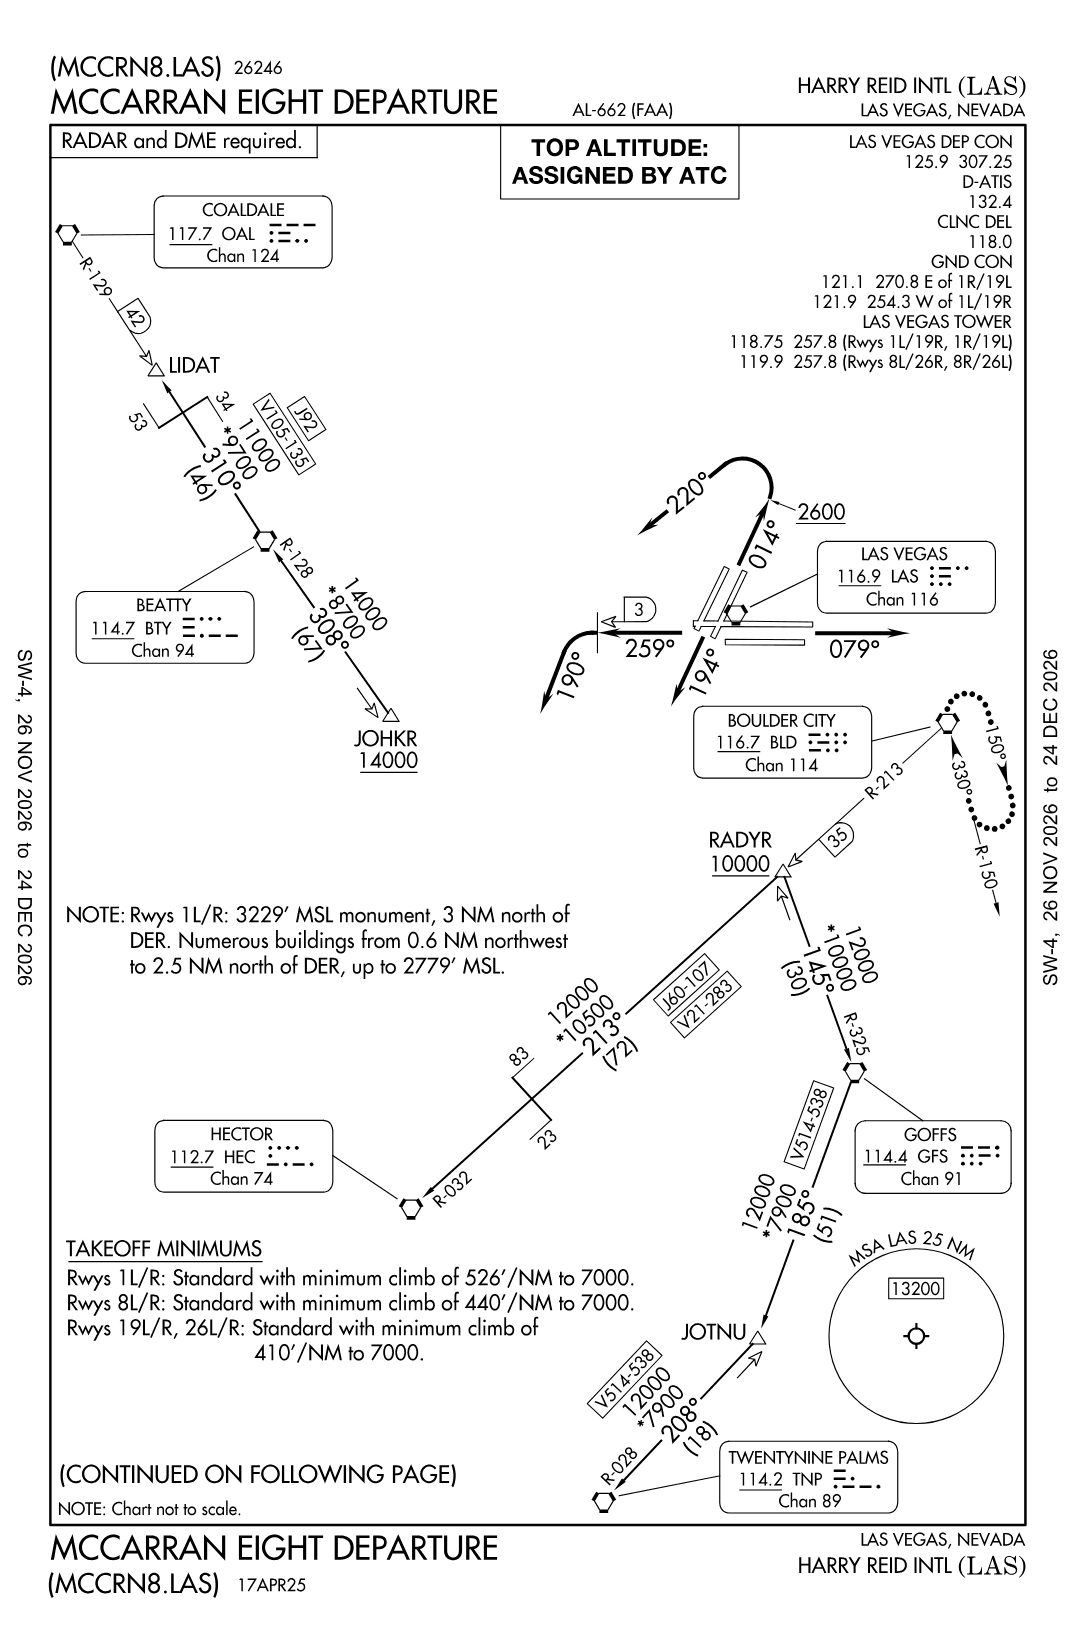 (MCCRN8.LAS) 26246
MCCARRAN EIGHT DEPARTURE
AL-662 (FAA)
HARRY REID INTL (LAS)
LAS VEGAS, NEVADA
RADAR and DME required.
TOP ALTITUDE:
ASSIGNED BY ATC
LAS VEGAS DEP CON
125.9 307.25
D-ATIS
132.4
CLNC DEL
118.0
GND CON
121.1 270.8 E of 1R/19L
121.9 254.3 W of 1L/19R
LAS VEGAS TOWER
118.75 257.8 (Rwys 1L/19R, 1R/19L)
119.9 257.8 (Rwys 8L/26R, 8R/26L)
COALDALE
117.7 OAL
Chan 124
R-129
42
LIDAT
53
34
J92
V105-135
11000
*9700
310°
(46)
R-128
BEATTY
114.7 BTY
Chan 94
14000
*8700
308°
(67)
JOHKR
14000
220°
2600
014°
LAS VEGAS
116.9 LAS
Chan 116
3
259°
079°
190°
194°
BOULDER CITY
116.7 BLD
Chan 114
150°
330°
R-213
R-150
35
RADYR
10000
NOTE: Rwys 1L/R: 3229' MSL monument, 3 NM north of
DER. Numerous buildings from 0.6 NM northwest
to 2.5 NM north of DER, up to 2779' MSL.
12000
*10000
145°
(30)
R-325
J60-107
V21-283
12000
*10500
213°
(72)
83
23
V514-538
HECTOR
112.7 HEC
Chan 74
R-032
GOFFS
114.4 GFS
Chan 91
12000
*7900
185°
(51)
TAKEOFF MINIMUMS
Rwys 1L/R: Standard with minimum climb of 526'/NM to 7000.
Rwys 8L/R: Standard with minimum climb of 440'/NM to 7000.
Rwys 19L/R, 26L/R: Standard with minimum climb of
410'/NM to 7000.
MSA LAS 25 NM
13200
JOTNU
V514-538
12000
*7900
208°
(18)
R-028
TWENTYNINE PALMS
114.2 TNP
Chan 89
(CONTINUED ON FOLLOWING PAGE)
NOTE: Chart not to scale.
MCCARRAN EIGHT DEPARTURE
(MCCRN8.LAS) 17APR25
LAS VEGAS, NEVADA
HARRY REID INTL (LAS)
SW-4, 26 NOV 2026 to 24 DEC 2026
SW-4, 26 NOV 2026 to 24 DEC 2026